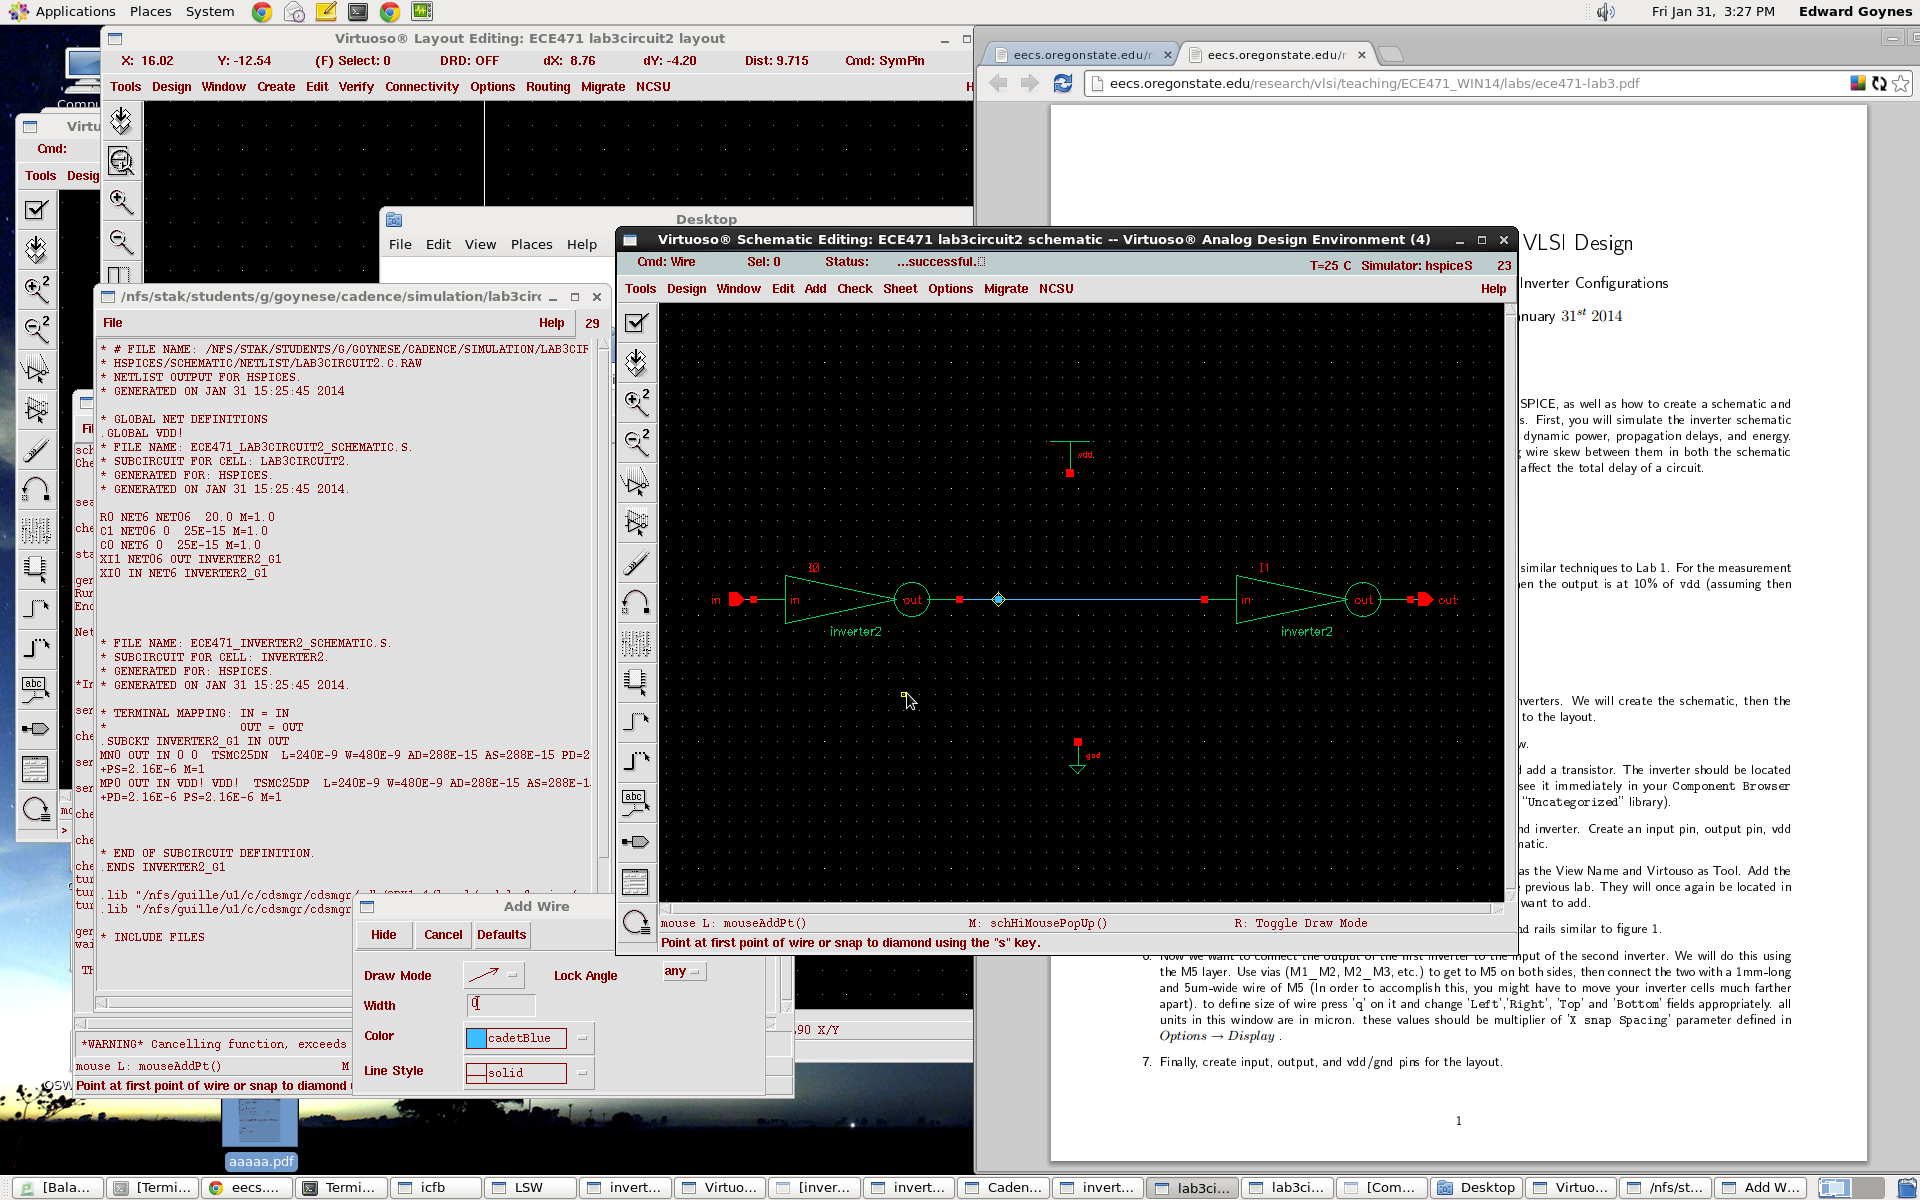 Applications Places System
Fri Jan 31, 3:27 PM Edward Goynes
Virtuoso® Layout Editing: ECE471 lab3circuit2 layout
X: 16.02 Y: -12.54 (F) Select: 0 DRD: OFF dX: 8.76 dY: -4.20 Dist: 9.715 Cmd: SymPin
Tools Design Window Create Edit Verify Connectivity Options Routing Migrate NCSU
Cmd:
Tools
Desktop
File Edit View Places Help
eecs.oregonstate.edu/r
eecs.oregonstate.edu/r
eecs.oregonstate.edu/research/vlsi/teaching/ECE471_WIN14/labs/ece471-lab3.pdf
Virtuoso® Schematic Editing: ECE471 lab3circuit2 schematic -- Virtuoso® Analog Design Environment (4)
Cmd: Wire Sel: 0 Status: ...successful. T=25 C Simulator: hspiceS 23
Tools Design Window Edit Add Check Sheet Options Migrate NCSU Help
vdd
I0 I1
in in out in out out
inverter2 inverter2
gnd
mouse L: mouseAddPt() M: schHiMousePopUp() R: Toggle Draw Mode
Point at first point of wire or snap to diamond using the "s" key.
/nfs/stak/students/g/goynese/cadence/simulation/lab3circ
File Help 29
* # FILE NAME: /NFS/STAK/STUDENTS/G/GOYNESE/CADENCE/SIMULATION/LAB3CIR
* HSPICES/SCHEMATIC/NETLIST/LAB3CIRCUIT2.C.RAW
* NETLIST OUTPUT FOR HSPICES.
* GENERATED ON JAN 31 15:25:45 2014
* GLOBAL NET DEFINITIONS
.GLOBAL VDD!
* FILE NAME: ECE471_LAB3CIRCUIT2_SCHEMATIC.S.
* SUBCIRCUIT FOR CELL: LAB3CIRCUIT2.
* GENERATED FOR: HSPICES.
* GENERATED ON JAN 31 15:25:45 2014.
R0 NET6 NET06 20.0 M=1.0
C1 NET06 0 25E-15 M=1.0
C0 NET6 0 25E-15 M=1.0
XI1 NET06 OUT INVERTER2_G1
XI0 IN NET6 INVERTER2_G1
* FILE NAME: ECE471_INVERTER2_SCHEMATIC.S.
* SUBCIRCUIT FOR CELL: INVERTER2.
* GENERATED FOR: HSPICES.
* GENERATED ON JAN 31 15:25:45 2014.
* TERMINAL MAPPING: IN = IN
* OUT = OUT
.SUBCKT INVERTER2_G1 IN OUT
MN0 OUT IN 0 0 TSMC25DN L=240E-9 W=480E-9 AD=288E-15 AS=288E-15 PD=2
+PS=2.16E-6 M=1
MP0 OUT IN VDD! VDD! TSMC25DP L=240E-9 W=480E-9 AD=288E-15 AS=288E-1
+PD=2.16E-6 PS=2.16E-6 M=1
* END OF SUBCIRCUIT DEFINITION.
.ENDS INVERTER2_G1
.lib "/nfs/guille/u1/c/cdsmgr/cdsmgr
.lib "/nfs/guille/u1/c/cdsmgr/cdsmgr
* INCLUDE FILES
Add Wire
Hide Cancel Defaults
Draw Mode Lock Angle any
Width 0
Color cadetBlue
Line Style solid
90 X/Y
*WARNING* Cancelling function, exceeds
mouse L: mouseAddPt() M
Point at first point of wire or snap to diamond
aaaaa.pdf
VLSI Design
Inverter Configurations
31st 2014
SPICE, as well as how to create a schematic and
s. First, you will simulate the inverter schematic
dynamic power, propagation delays, and energy.
wire skew between them in both the schematic
affect the total delay of a circuit.
similar techniques to Lab 1. For the measurement
en the output is at 10% of vdd (assuming then
nverters. We will create the schematic, then the
to the layout.
w.
add a transistor. The inverter should be located
see it immediately in your Component Browser
"Uncategorized" library).
nd inverter. Create an input pin, output pin, vdd
matic.
as the View Name and Virtuoso as Tool. Add the
previous lab. They will once again be located in
want to add.
nd rails similar to figure 1.
6. Now we want to connect the output of the first inverter to the input of the second inverter. We will do this using
the M5 layer. Use vias (M1_M2, M2_M3, etc.) to get to M5 on both sides, then connect the two with a 1mm-long
and 5um-wide wire of M5 (In order to accomplish this, you might have to move your inverter cells much farther
apart). to define size of wire press 'q' on it and change 'Left','Right', 'Top' and 'Bottom' fields appropriately. all
units in this window are in micron. these values should be multiplier of 'X snap Spacing' parameter defined in
Options → Display .
7. Finally, create input, output, and vdd/gnd pins for the layout.
1
[Bala... [Termi... eecs.... Termi... icfb LSW invert... Virtuo... [inver... invert... Caden... invert... lab3ci... lab3ci... [Com... Desktop Virtuo... /nfs/st... Add W...